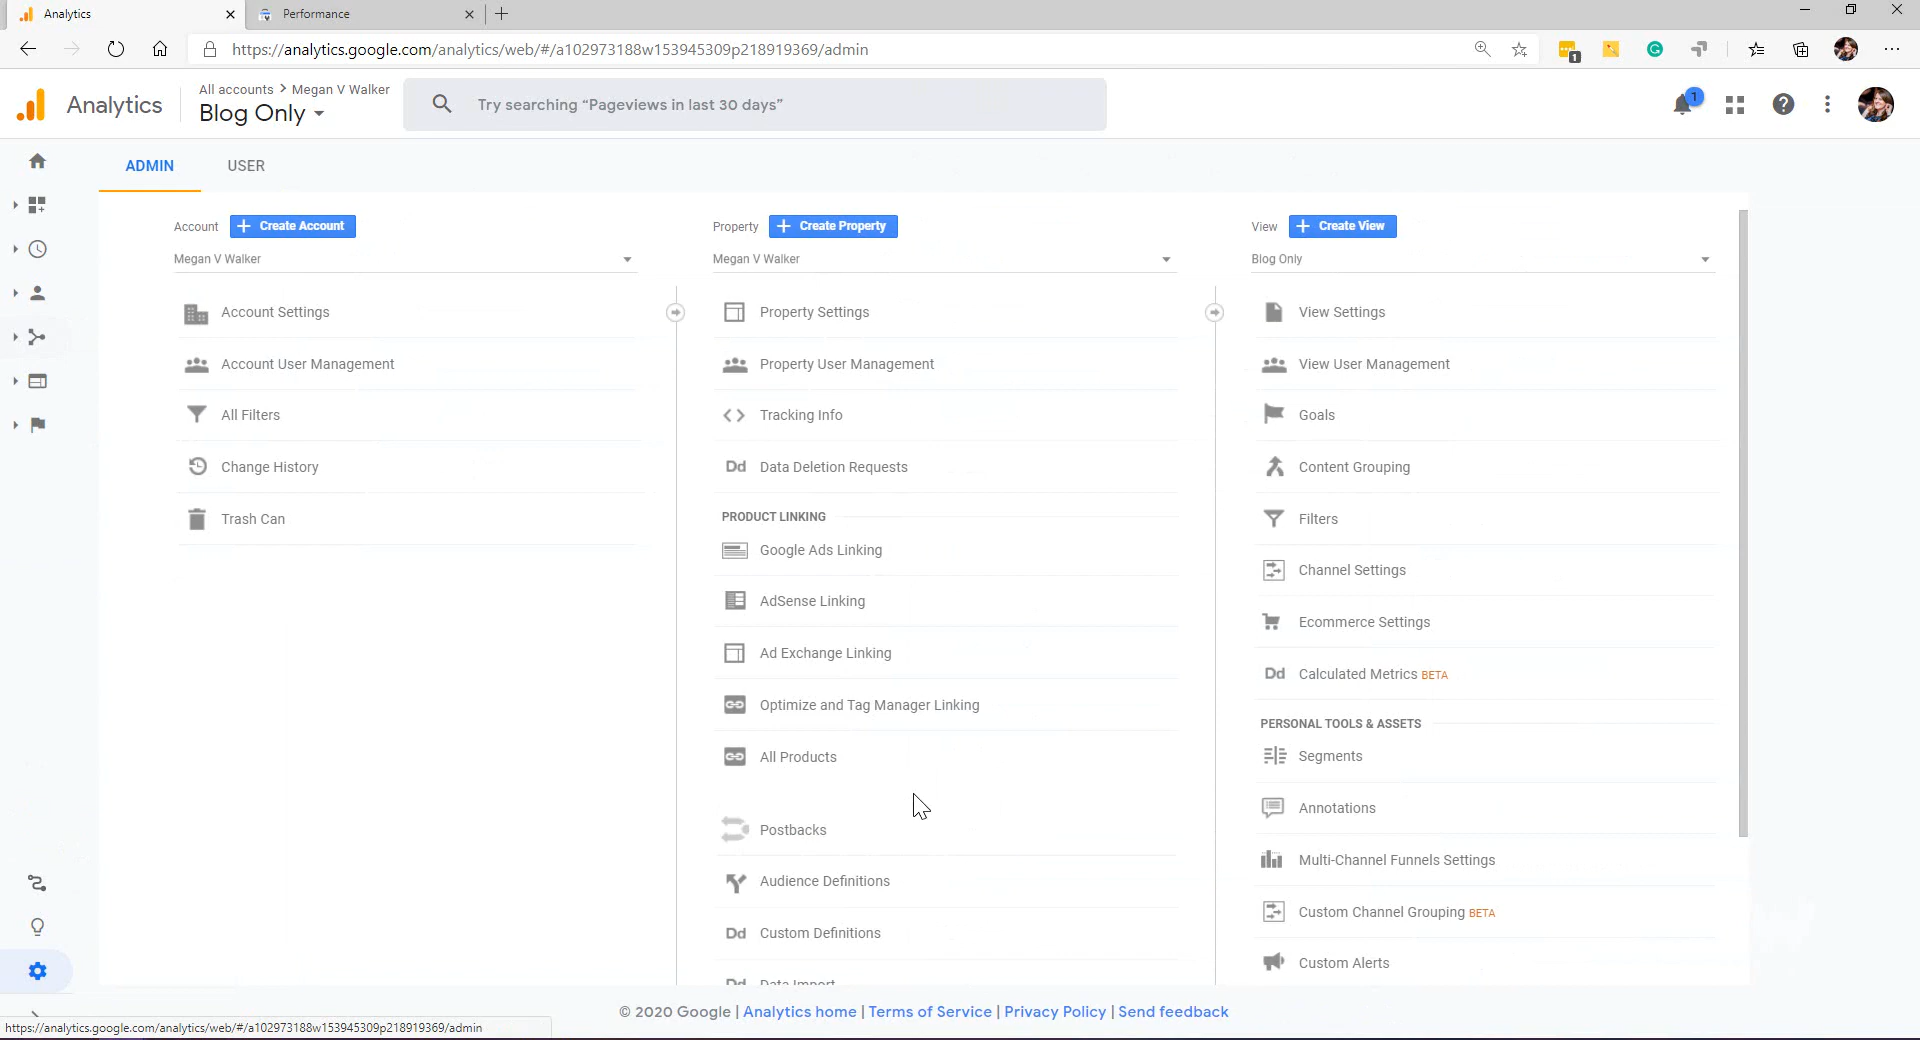 Analytics
Performance
https://analytics.google.com/analytics/web/#/a102973188w153945309p218919369/admin
1
Analytics
All accounts > Megan V Walker
Blog Only
Try searching “Pageviews in last 30 days”
1
ADMIN
USER
Account
+ Create Account
Property
+ Create Property
View
+ Create View
Megan V Walker
Megan V Walker
Blog Only
Account Settings
Account User Management
All Filters
Change History
Trash Can
Property Settings
Property User Management
Tracking Info
Dd Data Deletion Requests
PRODUCT LINKING
Google Ads Linking
AdSense Linking
Ad Exchange Linking
Optimize and Tag Manager Linking
All Products
Postbacks
Audience Definitions
Dd Custom Definitions
Dd Data Import
View Settings
View User Management
Goals
Content Grouping
Filters
Channel Settings
Ecommerce Settings
Dd Calculated Metrics BETA
PERSONAL TOOLS & ASSETS
Segments
Annotations
Multi-Channel Funnels Settings
Custom Channel Grouping BETA
Custom Alerts
© 2020 Google | Analytics home | Terms of Service | Privacy Policy | Send feedback
https://analytics.google.com/analytics/web/#/a102973188w153945309p218919369/admin